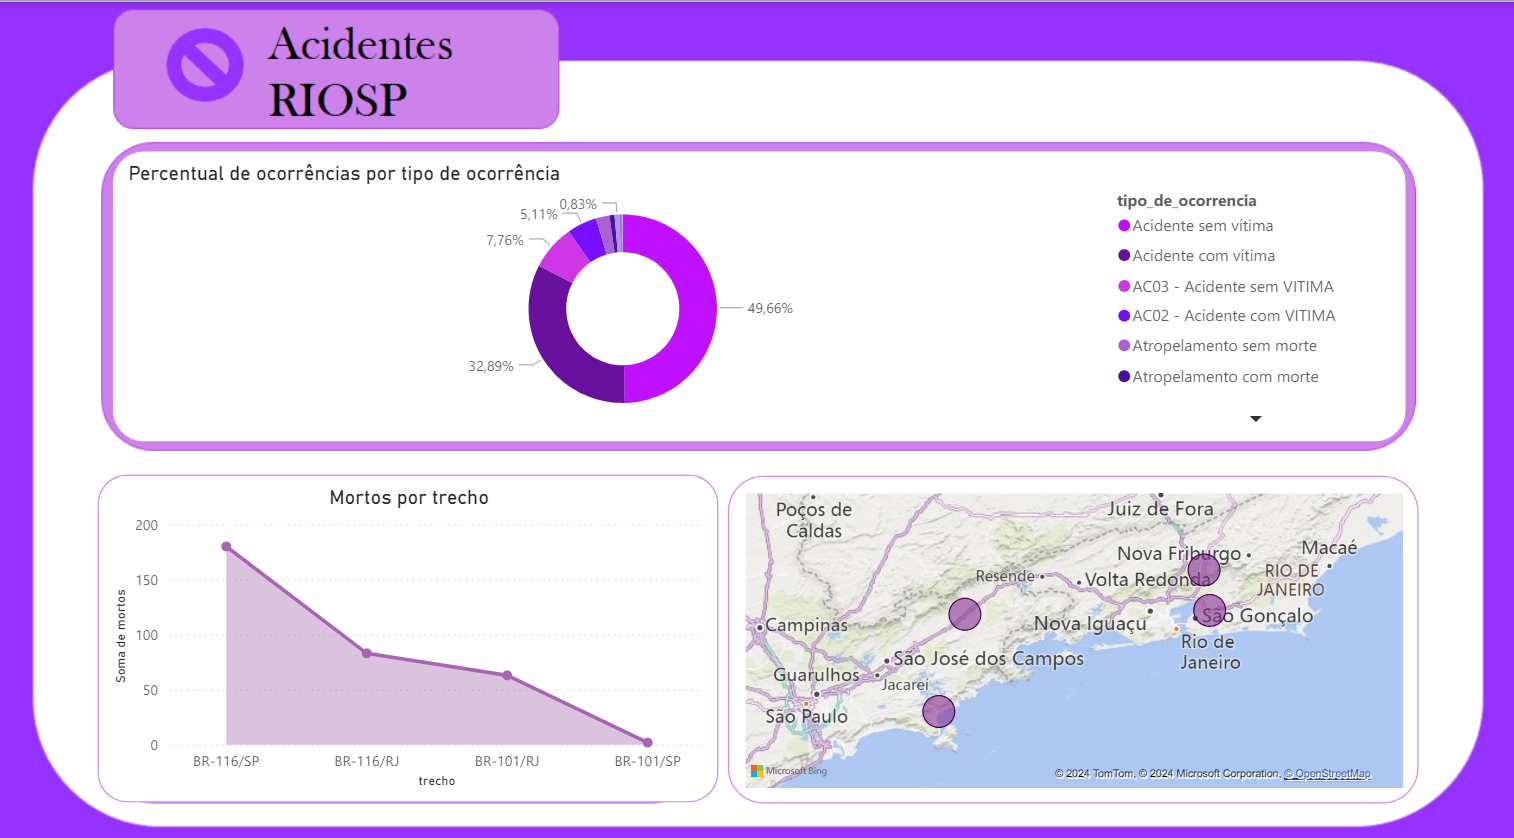 Acidentes
RIOSP
Percentual de ocorrências por tipo de ocorrência
0,83%
5,11%
7,76%
49,66%
32,89%
tipo_de_ocorrencia
Acidente sem vítima
Acidente com vítima
AC03 - Acidente sem VITIMA
AC02 - Acidente com VITIMA
Atropelamento sem morte
Atropelamento com morte
Mortos por trecho
Soma de mortos
200
150
100
50
0
BR-116/SP
BR-116/RJ
BR-101/RJ
BR-101/SP
trecho
Poços de
Caldas
Juiz de Fora
Nova Friburgo
Macaé
Resende
Volta Redonda
RIO DE
JANEIRO
Campinas
Nova Iguaçu
São Gonçalo
Rio de
Janeiro
São José dos Campos
Guarulhos
Jacarei
São Paulo
Microsoft Bing
© 2024 TomTom, © 2024 Microsoft Corporation, © OpenStreetMap